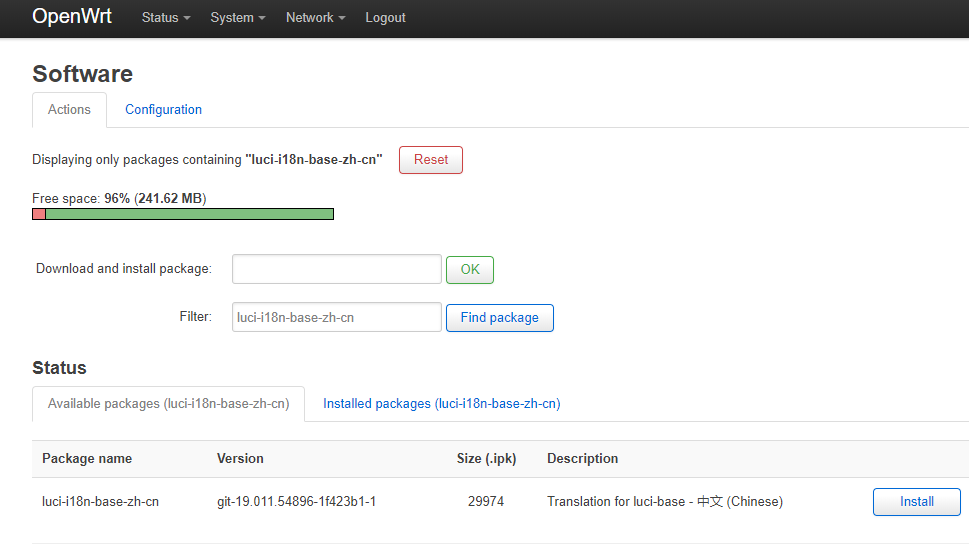 OpenWrt Status System Network Logout
Software
Actions Configuration
Displaying only packages containing "luci-i18n-base-zh-cn" Reset
Free space: 96% (241.62 MB)
Download and install package: OK
Filter: luci-i18n-base-zh-cn Find package
Status
Available packages (luci-i18n-base-zh-cn) Installed packages (luci-i18n-base-zh-cn)
Package name Version Size (.ipk) Description
luci-i18n-base-zh-cn git-19.011.54896-1f423b1-1 29974 Translation for luci-base - 中文 (Chinese) Install